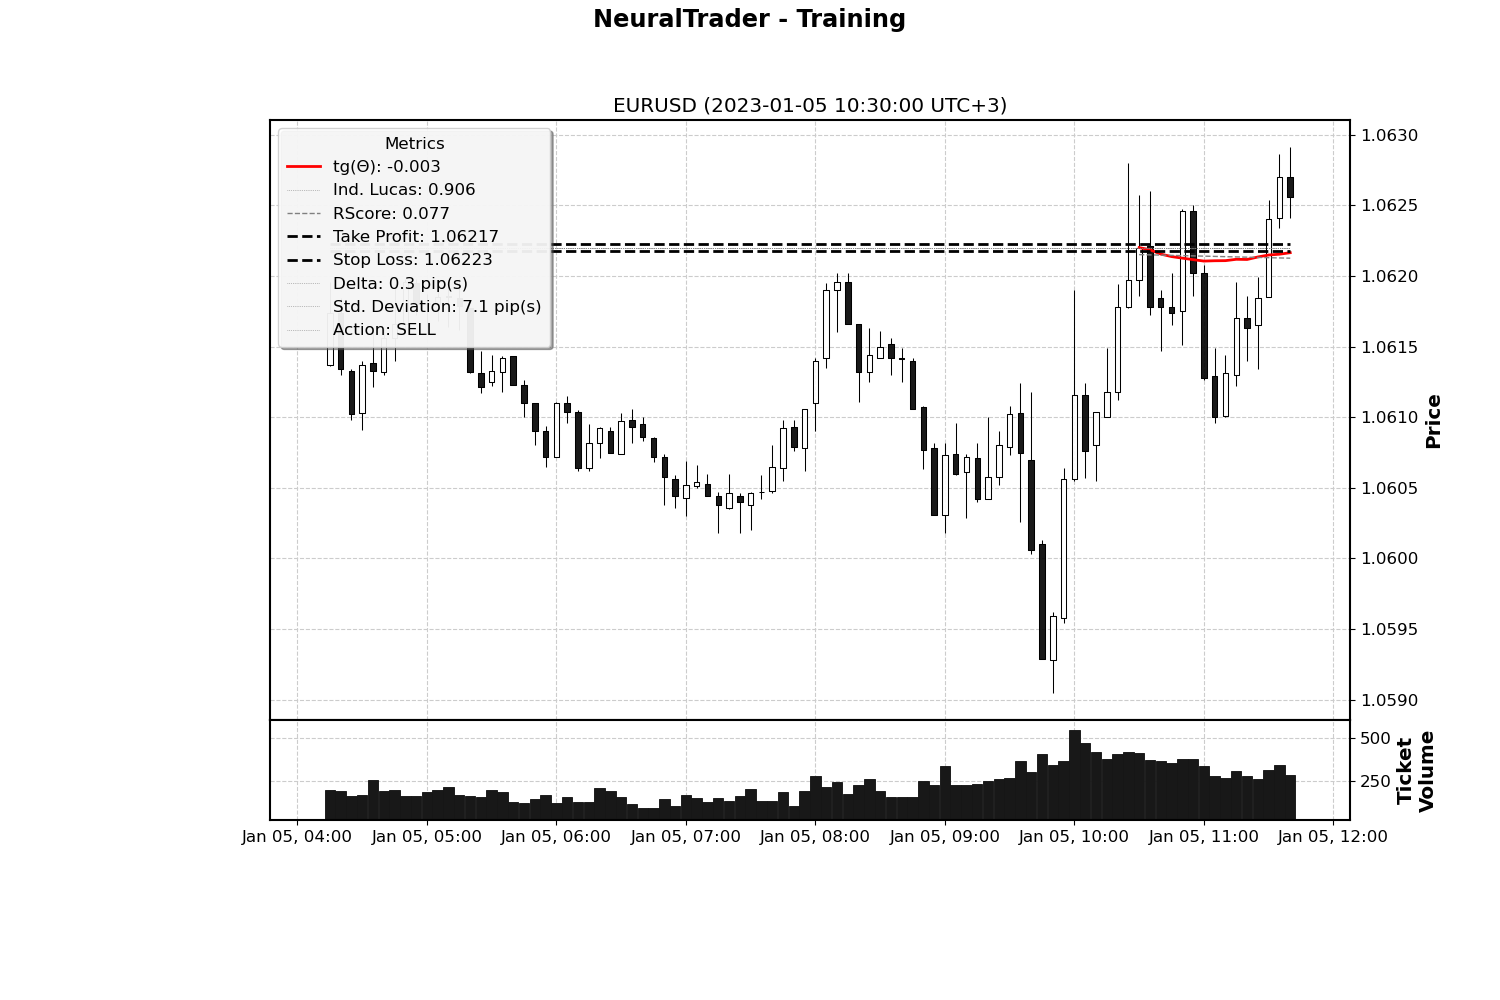 NeuralTrader - Training
EURUSD (2023-01-05 10:30:00 UTC+3)
Metrics
tg(Θ): -0.003
Ind. Lucas: 0.906
RScore: 0.077
Take Profit: 1.06217
Stop Loss: 1.06223
Delta: 0.3 pip(s)
Std. Deviation: 7.1 pip(s)
Action: SELL
1.0630
1.0625
1.0620
1.0615
1.0610
1.0605
1.0600
1.0595
1.0590
Price
500
250
Ticket
Volume
Jan 05, 04:00
Jan 05, 05:00
Jan 05, 06:00
Jan 05, 07:00
Jan 05, 08:00
Jan 05, 09:00
Jan 05, 10:00
Jan 05, 11:00
Jan 05, 12:00